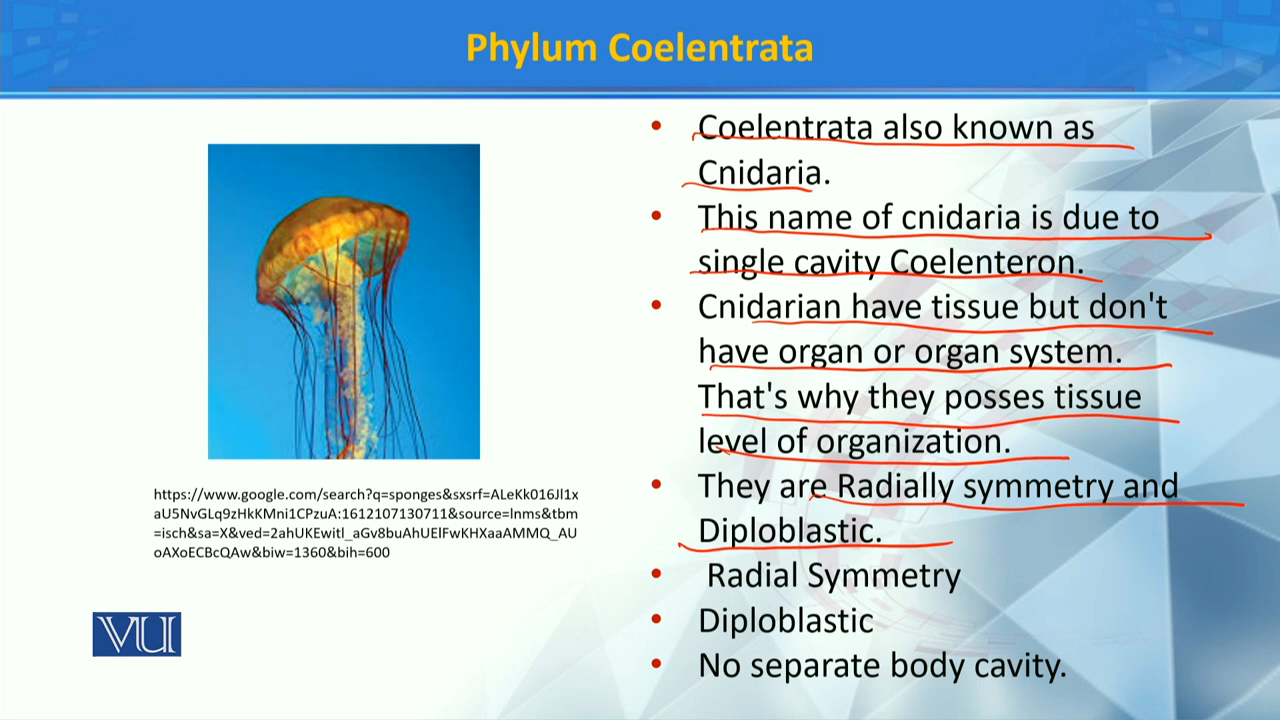 Phylum Coelentrata
• Coelentrata also known as
Cnidaria.
• This name of cnidaria is due to
single cavity Coelenteron.
• Cnidarian have tissue but don't
have organ or organ system.
That's why they posses tissue
level of organization.
• They are Radially symmetry and
Diploblastic.
• Radial Symmetry
• Diploblastic
• No separate body cavity.
https://www.google.com/search?q=sponges&sxsrf=ALeKk016Jl1x
aU5NvGLq9zHkKMni1CPzuA:1612107130711&source=lnms&tbm
=isch&sa=X&ved=2ahUKEwitl_aGv8buAhUElFwKHXaaAMMQ_AU
oAXoECBcQAw&biw=1360&bih=600
VU